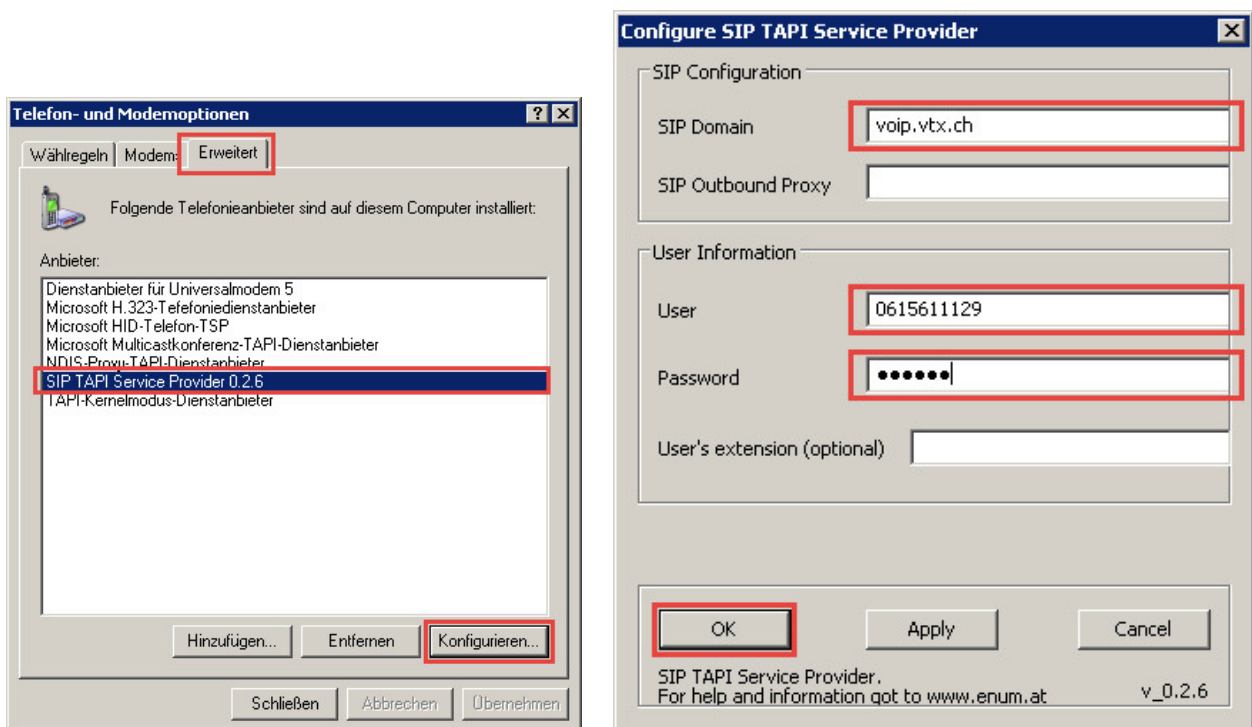 Telefon- und Modemoptionen
Wählregeln Modems Erweitert
Folgende Telefonieanbieter sind auf diesem Computer installiert:
Anbieter:
Dienstanbieter für Universalmodem 5
Microsoft H.323-Tefefoniedienstanbieter
Microsoft HID-Telefon-TSP
Microsoft Multicastkonferenz-TAPI-Dienstanbieter
NDIS-Proxy-TAPI-Dienstanbieter
SIP TAPI Service Provider 0.2.6
TAPI-Kernelmodus-Dienstanbieter
Hinzufügen... Entfernen Konfigurieren...
Schließen Abbrechen Übernehmen
Configure SIP TAPI Service Provider
SIP Configuration
SIP Domain voip.vtx.ch
SIP Outbound Proxy
User Information
User 0615611129
Password ●●●●●●
User's extension (optional)
OK Apply Cancel
SIP TAPI Service Provider.
For help and information got to www.enum.at v_0.2.6